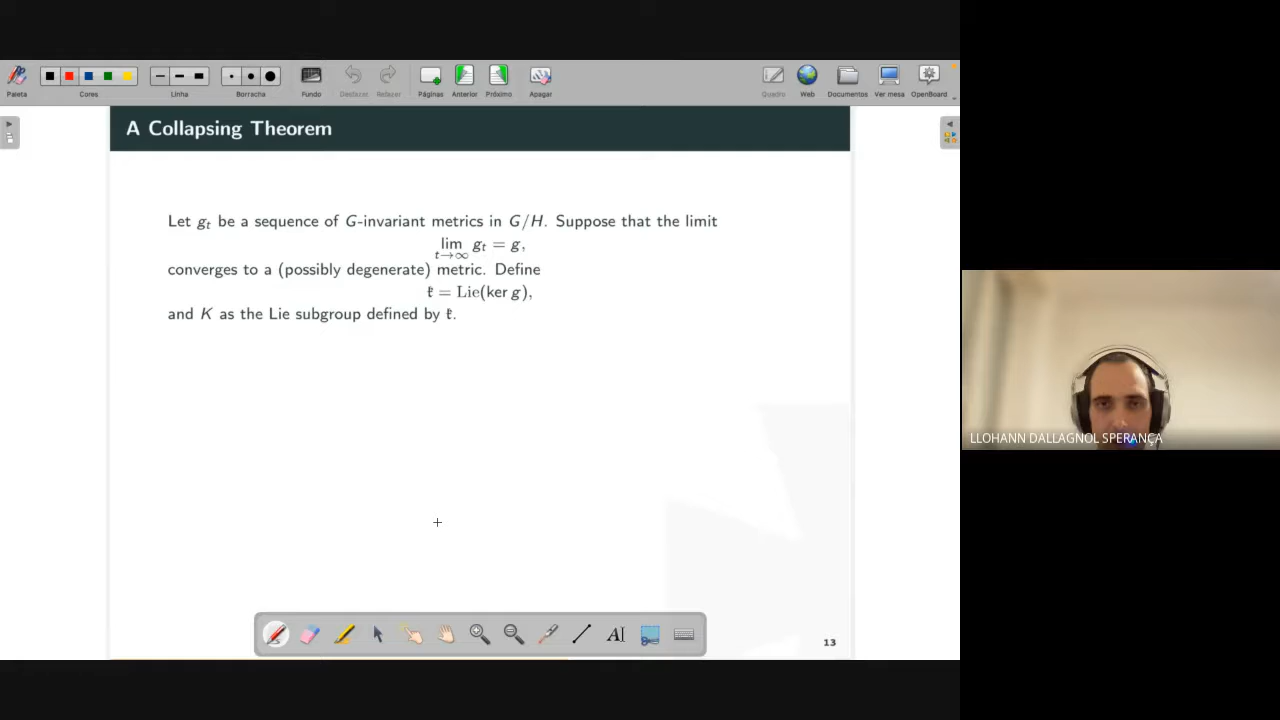 Paleta
Cores
Linha
Borracha
Fundo
Desfazer
Refazer
Páginas
Anterior
Próximo
Apagar
Quadro
Web
Documentos
Ver mesa
OpenBoard
A Collapsing Theorem
Let gₜ be a sequence of G-invariant metrics in G/H. Suppose that the limit
lim gₜ = g,
t→∞
converges to a (possibly degenerate) metric. Define
𝔨 = Lie(ker g),
and K as the Lie subgroup defined by 𝔨.
LLOHANN DALLAGNOL SPERANÇA
AI
13